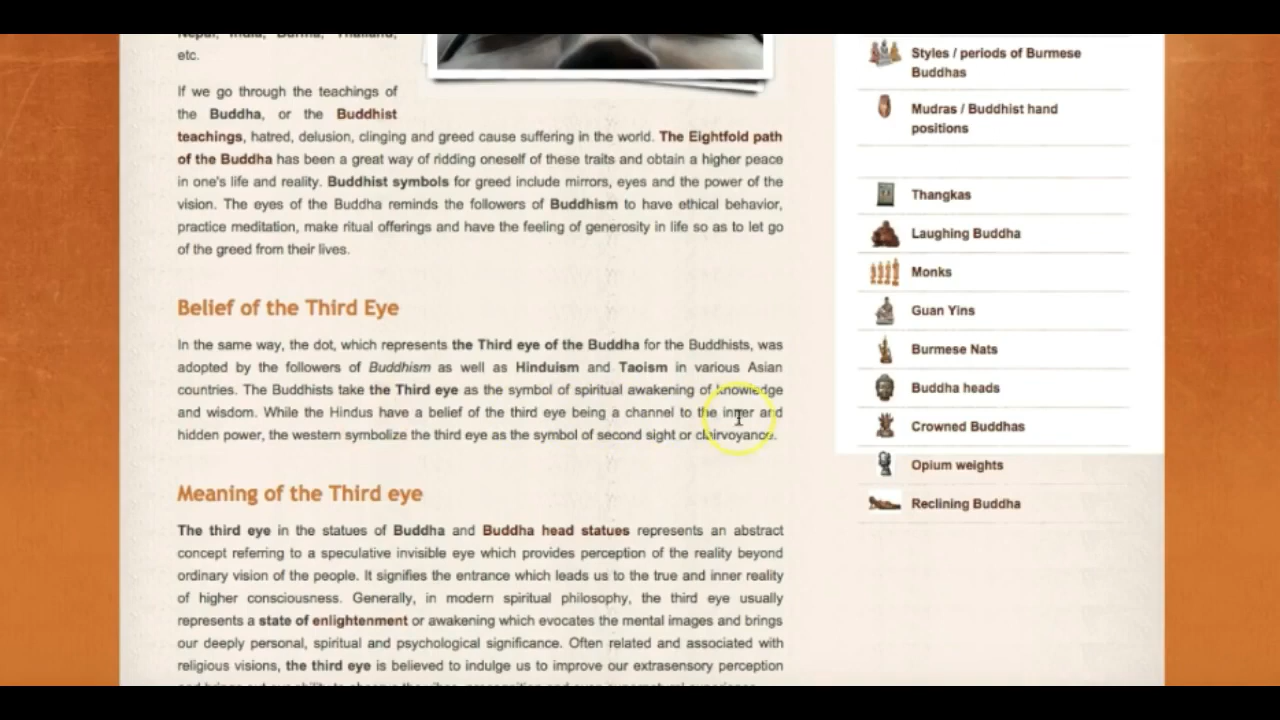 Nepal, India, Burma, Thailand,
etc.
If we go through the teachings of
the Buddha, or the Buddhist
teachings, hatred, delusion, clinging and greed cause suffering in the world. The Eightfold path
of the Buddha has been a great way of ridding oneself of these traits and obtain a higher peace
in one's life and reality. Buddhist symbols for greed include mirrors, eyes and the power of the
vision. The eyes of the Buddha reminds the followers of Buddhism to have ethical behavior,
practice meditation, make ritual offerings and have the feeling of generosity in life so as to let go
of the greed from their lives.
Belief of the Third Eye
In the same way, the dot, which represents the Third eye of the Buddha for the Buddhists, was
adopted by the followers of Buddhism as well as Hinduism and Taoism in various Asian
countries. The Buddhists take the Third eye as the symbol of spiritual awakening of knowledge
and wisdom. While the Hindus have a belief of the third eye being a channel to the inner and
hidden power, the western symbolize the third eye as the symbol of second sight or clairvoyance.
Meaning of the Third eye
The third eye in the statues of Buddha and Buddha head statues represents an abstract
concept referring to a speculative invisible eye which provides perception of the reality beyond
ordinary vision of the people. It signifies the entrance which leads us to the true and inner reality
of higher consciousness. Generally, in modern spiritual philosophy, the third eye usually
represents a state of enlightenment or awakening which evocates the mental images and brings
our deeply personal, spiritual and psychological significance. Often related and associated with
religious visions, the third eye is believed to indulge us to improve our extrasensory perception
Styles / periods of Burmese
Buddhas
Mudras / Buddhist hand
positions
Thangkas
Laughing Buddha
Monks
Guan Yins
Burmese Nats
Buddha heads
Crowned Buddhas
Opium weights
Reclining Buddha